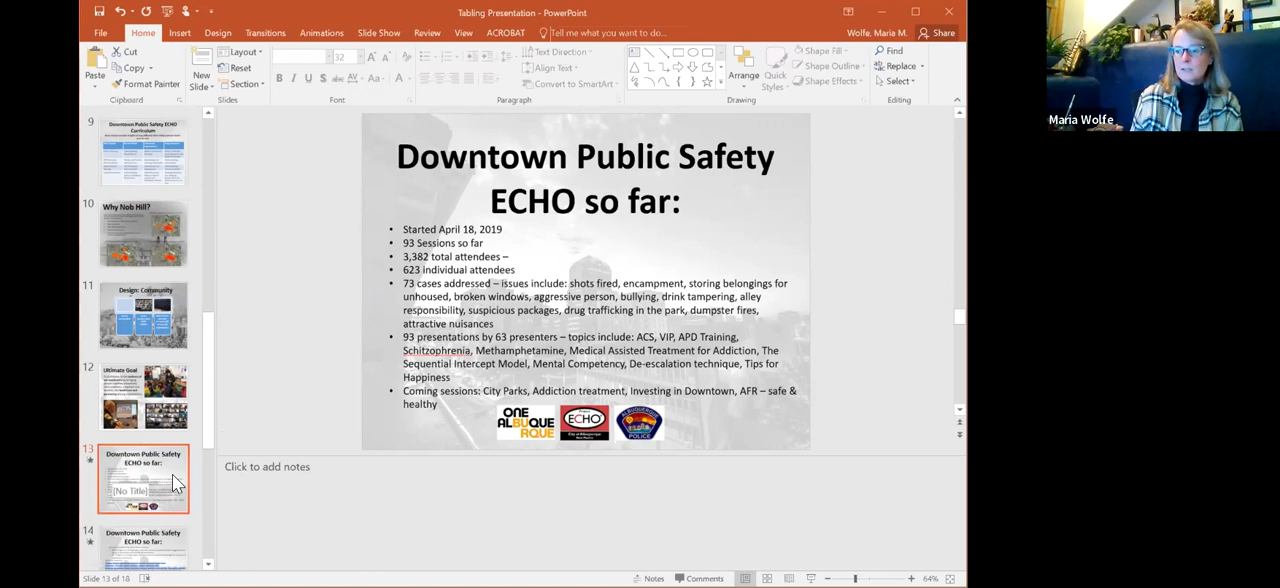 Tabling Presentation - PowerPoint
File Home Insert Design Transitions Animations Slide Show Review View ACROBAT Tell me what you want to do... Wolfe, Maria M. Share
Paste Cut
Copy
Format Painter
Clipboard
New Slide
Layout
Reset
Section
Slides
32
B I U S abc AV Aa A
Font
Text Direction
Align Text
Convert to SmartArt
Paragraph
Arrange
Quick Styles
Shape Fill
Shape Outline
Shape Effects
Drawing
Find
Replace
Select
Editing
Maria Wolfe
9
Downtown Public Safety ECHO
Curriculum
10
Why Nob Hill?
11
Design: Community
12
Ultimate Goal
13
Downtown Public Safety
ECHO so far:
[No Title]
14
Downtown Public Safety
ECHO so far:
Downtown Public Safety
ECHO so far:
• Started April 18, 2019
• 93 Sessions so far
• 3,382 total attendees –
• 623 individual attendees
• 73 cases addressed – issues include: shots fired, encampment, storing belongings for
unhoused, broken windows, aggressive person, bullying, drink tampering, alley
responsibility, suspicious packages, drug trafficking in the park, dumpster fires,
attractive nuisances
• 93 presentations by 63 presenters – topics include: ACS, VIP, APD Training,
Schitzophrenia, Methamphetamine, Medical Assisted Treatment for Addiction, The
Sequential Intercept Model, Mental Competency, De-escalation technique, Tips for
Happiness
• Coming sessions: City Parks, Addiction treatment, Investing in Downtown, AFR – safe &
healthy
ONE
ALBU
QUER
QUE
ECHO
ALBUQUERQUE
POLICE
Click to add notes
Slide 13 of 18 Notes Comments 64%